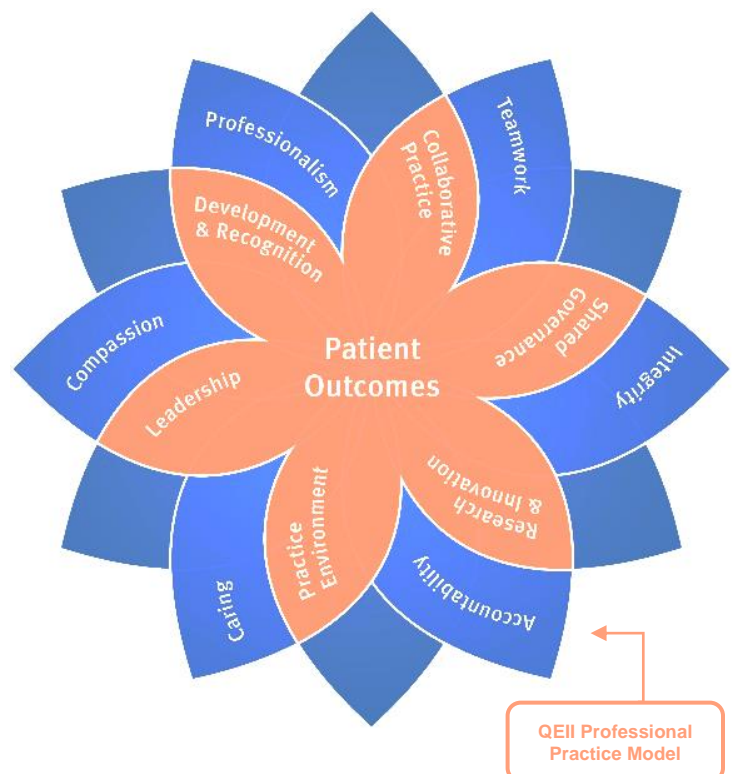 Professionalism
Teamwork
Collaborative
Practice
Development
& Recognition
Shared
Governance
Compassion
Patient
Outcomes
Integrity
Leadership
Research
& Innovation
Practice
Environment
Caring
Accountability
QEII Professional
Practice Model